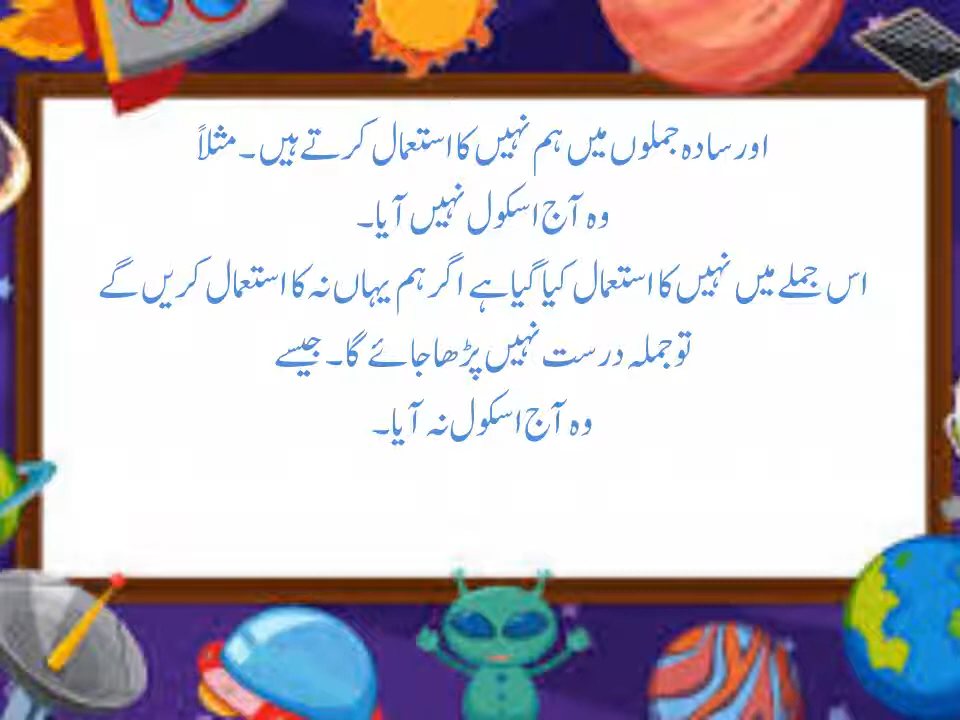 اور سادہ جملوں میں ہم نہیں کا استعمال کرتے ہیں۔ مثلاً
وہ آج اسکول نہیں آیا۔
اس جملے میں نہیں کا استعمال کیا گیا ہے اگر ہم یہاں نہ کا استعمال کریں گے
تو جملہ درست نہیں پڑھا جائے گا۔ جیسے
وہ آج اسکول نہ آیا۔